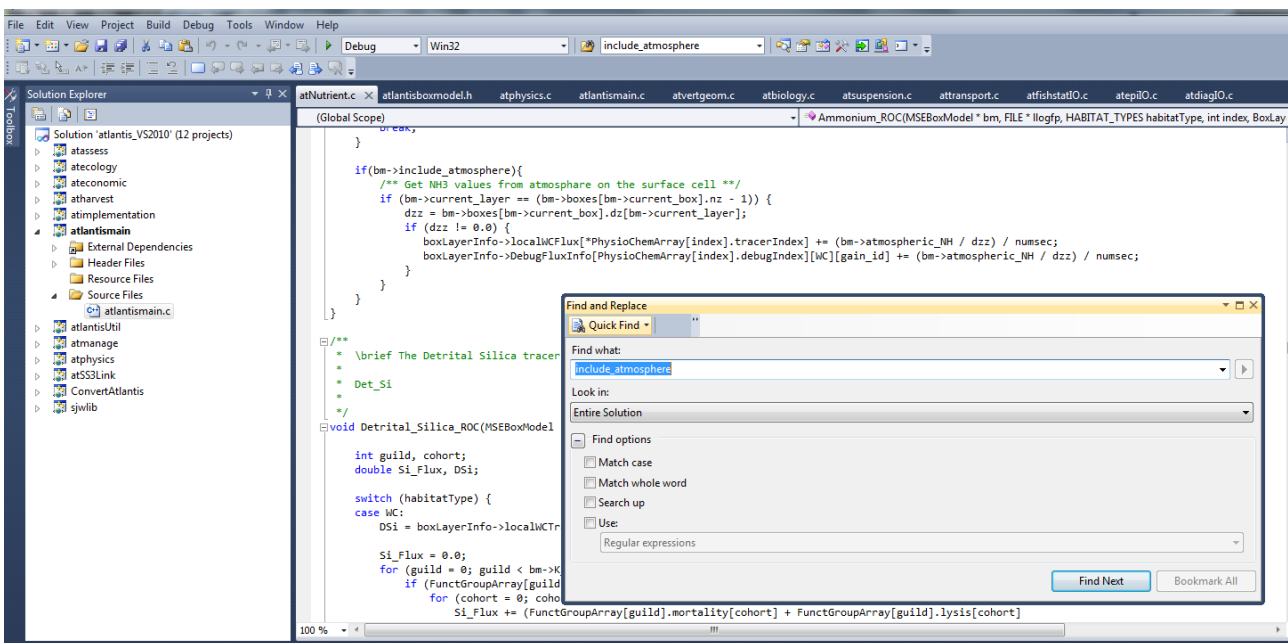 File Edit View Project Build Debug Tools Window Help
Debug Win32 include_atmosphere
Toolbox
Solution Explorer
Solution 'atlantis_VS2010' (12 projects)
atassess
atecology
ateconomic
atharvest
atimplementation
atlantismain
External Dependencies
Header Files
Resource Files
Source Files
atlantismain.c
atlantisUtil
atmanage
atphysics
atSS3Link
ConvertAtlantis
sjwlib
atNutrient.c atlantisboxmodel.h atphysics.c atlantismain.c atvertgeom.c atbiology.c atsuspension.c attransport.c atfishstatIO.c atepiIO.c atdiagIO.c
(Global Scope) Ammonium_ROC(MSEBoxModel * bm, FILE * llogfp, HABITAT_TYPES habitatType, int index, BoxLay
break;
}
if(bm->include_atmosphere){
/** Get NH3 values from atmosphare on the surface cell **/
if (bm->current_layer == (bm->boxes[bm->current_box].nz - 1)) {
dzz = bm->boxes[bm->current_box].dz[bm->current_layer];
if (dzz != 0.0) {
boxLayerInfo->localWCFlux[*PhysioChemArray[index].tracerIndex] += (bm->atmospheric_NH / dzz) / numsec;
boxLayerInfo->DebugFluxInfo[PhysioChemArray[index].debugIndex][WC][gain_id] += (bm->atmospheric_NH / dzz) / numsec;
}
}
}
}
/**
* \brief The Detrital Silica tracer
*
* Det_Si
*
*/
void Detrital_Silica_ROC(MSEBoxModel
int guild, cohort;
double Si_Flux, DSi;
switch (habitatType) {
case WC:
DSi = boxLayerInfo->localWCTr
Si_Flux = 0.0;
for (guild = 0; guild < bm->K
if (FunctGroupArray[guild
for (cohort = 0; coho
Si_Flux += (FunctGroupArray[guild].mortality[cohort] + FunctGroupArray[guild].lysis[cohort]
100 %
Find and Replace
Quick Find
Find what:
include_atmosphere
Look in:
Entire Solution
Find options
Match case
Match whole word
Search up
Use:
Regular expressions
Find Next Bookmark All